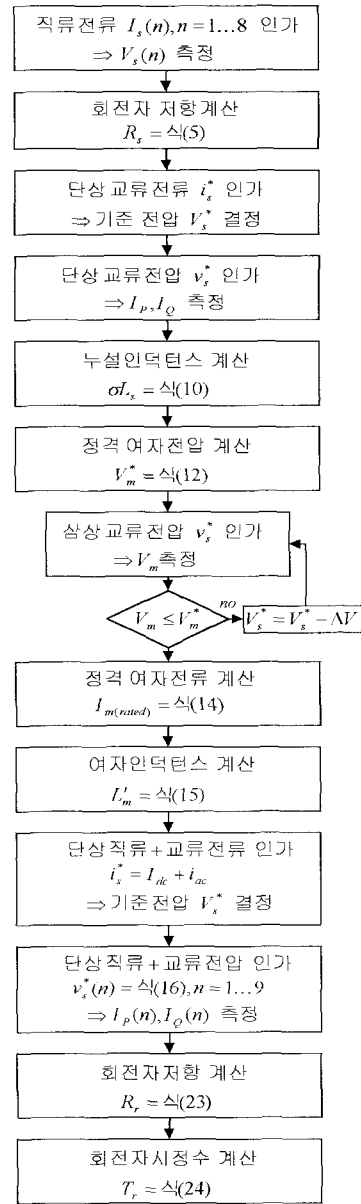 직류전류 I_s(n), n = 1…8 인가
⇒ V_s(n) 측정
회전자 저항계산
R_s = 식(5)
단상교류전류 i_s^* 인가
⇒ 기준 전압 V_s^* 결정
단상교류전압 v_s^* 인가
⇒ I_P, I_Q 측정
누설인덕턴스 계산
σL_s = 식(10)
정격 여자전압 계산
V_m^* = 식(12)
삼상교류전압 v_s^* 인가
⇒ V_m 측정
V_m ≤ V_m^*
no
V_s^* = V_s^* − ΔV
정격 여자전류 계산
I_m(rated) = 식(14)
여자인덕턴스 계산
L'_m = 식(15)
단상직류+교류전류 인가
i_s^* = I_dc + i_ac
⇒ 기준전압 V_s^* 결정
단상직류+교류전압 인가
v_s^*(n) = 식(16), n = 1…9
⇒ I_P(n), I_Q(n) 측정
회전자저항 계산
R_r = 식(23)
회전자시정수 계산
T_r = 식(24)